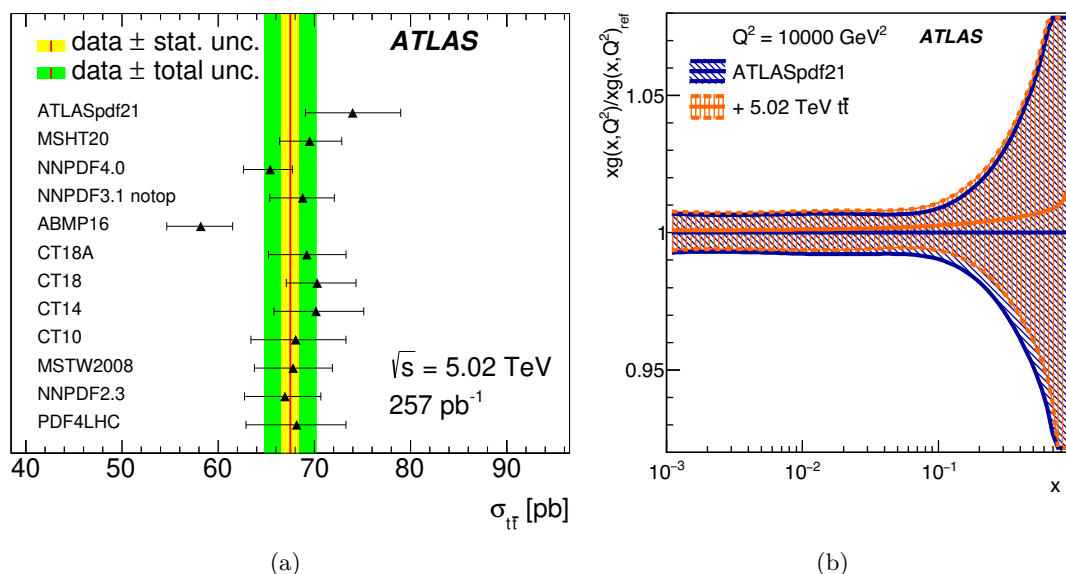 data ± stat. unc.
data ± total unc.
ATLAS
ATLASpdf21
MSHT20
NNPDF4.0
NNPDF3.1 notop
ABMP16
CT18A
CT18
CT14
CT10
MSTW2008
NNPDF2.3
PDF4LHC
√s = 5.02 TeV
257 pb⁻¹
40 50 60 70 80 90
σ_tt̄ [pb]
(a)
xg(x,Q²)/xg(x,Q²)_ref
Q² = 10000 GeV² ATLAS
ATLASpdf21
+ 5.02 TeV tt̄
1.05
1
0.95
10⁻³ 10⁻² 10⁻¹
x
(b)